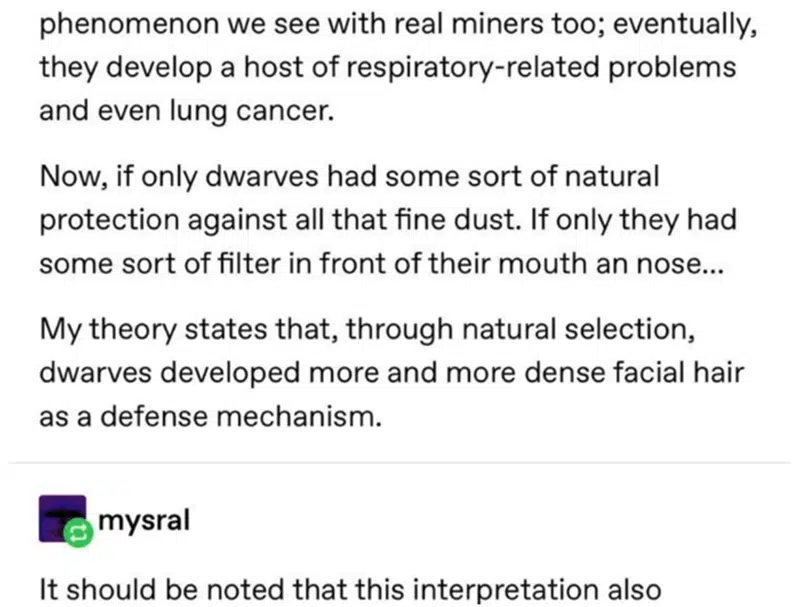 phenomenon we see with real miners too; eventually,
they develop a host of respiratory-related problems
and even lung cancer.
Now, if only dwarves had some sort of natural
protection against all that fine dust. If only they had
some sort of filter in front of their mouth an nose...
My theory states that, through natural selection,
dwarves developed more and more dense facial hair
as a defense mechanism.
mysral
It should be noted that this interpretation also